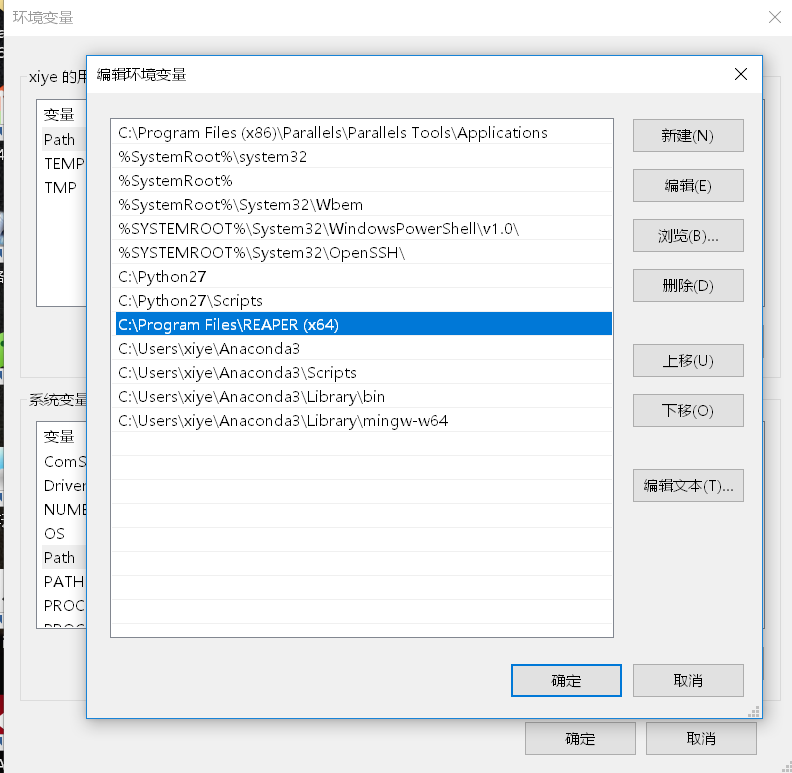 环境变量
编辑环境变量
xiye 的用
变量
Path
TEMP
TMP
C:\Program Files (x86)\Parallels\Parallels Tools\Applications
%SystemRoot%\system32
%SystemRoot%
%SystemRoot%\System32\Wbem
%SYSTEMROOT%\System32\WindowsPowerShell\v1.0\
%SYSTEMROOT%\System32\OpenSSH\
C:\Python27
C:\Python27\Scripts
C:\Program Files\REAPER (x64)
C:\Users\xiye\Anaconda3
C:\Users\xiye\Anaconda3\Scripts
C:\Users\xiye\Anaconda3\Library\bin
C:\Users\xiye\Anaconda3\Library\mingw-w64
新建(N)
编辑(E)
浏览(B)...
删除(D)
上移(U)
下移(O)
编辑文本(T)...
系统变量
变量
ComS
Driver
NUME
OS
Path
PATH
PROC
确定
取消
确定
取消